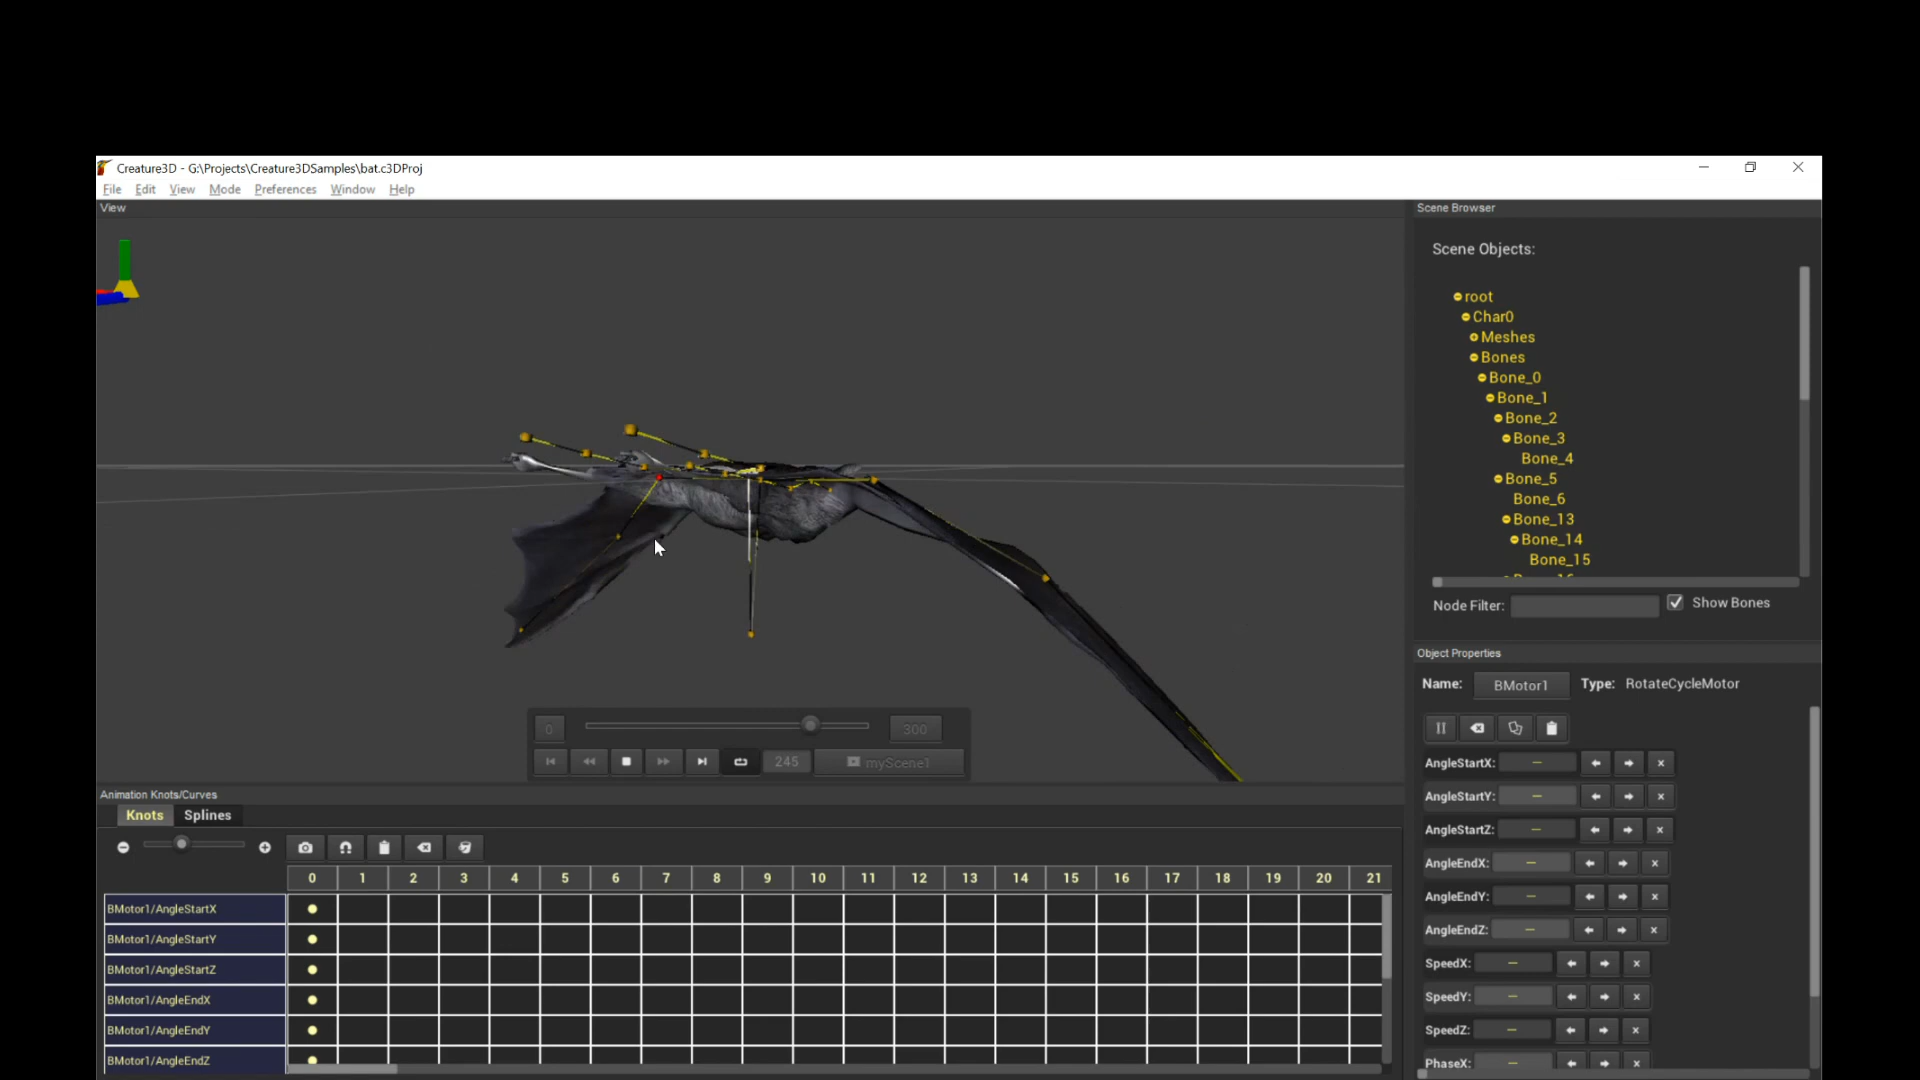 Creature3D - G:\Projects\Creature3DSamples\bat.c3DProj
File Edit View Mode Preferences Window Help
View
Scene Browser
Scene Objects:
root
Char0
Meshes
Bones
Bone_0
Bone_1
Bone_2
Bone_3
Bone_4
Bone_5
Bone_6
Bone_13
Bone_14
Bone_15
Node Filter: Show Bones
Object Properties
Name: BMotor1 Type: RotateCycleMotor
AngleStartX:
AngleStartY:
AngleStartZ:
AngleEndX:
AngleEndY:
AngleEndZ:
SpeedX:
SpeedY:
SpeedZ:
PhaseX:
0 300
245 myScene1
Animation Knots/Curves
Knots Splines
0 1 2 3 4 5 6 7 8 9 10 11 12 13 14 15 16 17 18 19 20 21
BMotor1/AngleStartX
BMotor1/AngleStartY
BMotor1/AngleStartZ
BMotor1/AngleEndX
BMotor1/AngleEndY
BMotor1/AngleEndZ